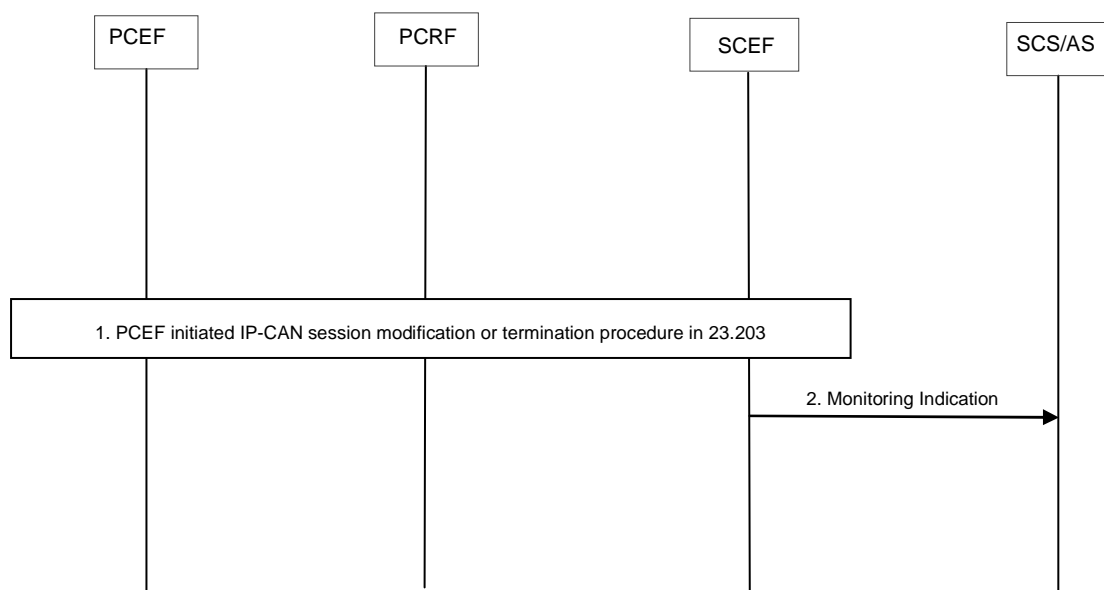 PCEF
PCRF
SCEF
SCS/AS
1. PCEF initiated IP-CAN session modification or termination procedure in 23.203
2. Monitoring Indication